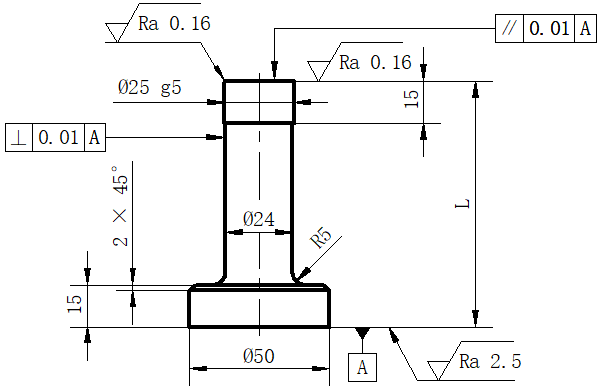 Ra 0.16
// 0.01 A
Ra 0.16
Ø25 g5
15
⊥ 0.01 A
2 × 45°
L
Ø24
R5
15
Ø50
A
Ra 2.5